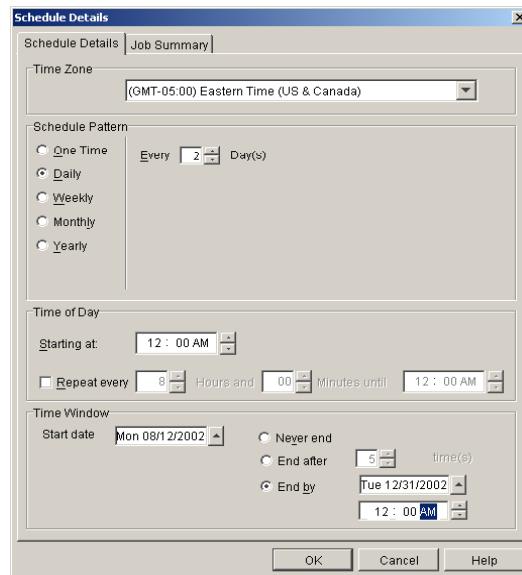 Schedule Details
Schedule Details Job Summary
Time Zone
(GMT-05:00) Eastern Time (US & Canada)
Schedule Pattern
One Time
Every 2 Day(s)
Daily
Weekly
Monthly
Yearly
Time of Day
Starting at: 12 : 00 AM
Repeat every 8 Hours and 00 Minutes until 12 : 00 AM
Time Window
Start date Mon 08/12/2002 Never end
End after 5 time(s)
End by Tue 12/31/2002
12 : 00 AM
OK Cancel Help